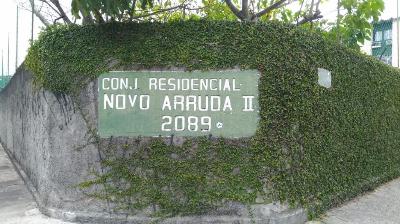 CONJ. RESIDENCIAL
NOVO ARRUDA II
2089